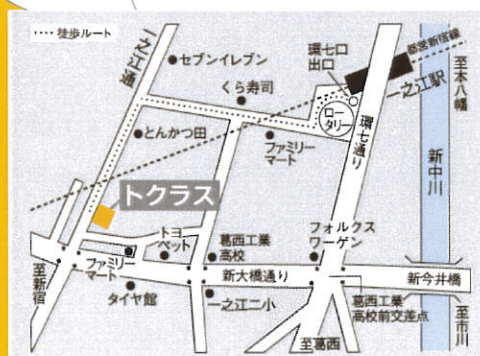 徒歩ルート
一之江駅
セブンイレブン
くら寿司
環七口
出口
都営新宿線
一之江駅
至本八幡
とんかつ田
ファミリー
マート
ロー
タリー
環七通り
新中川
トクラス
トヨ
ペット
葛西工業
高校
フォルクス
ワーゲン
ファミリー
マート
至新宿
タイヤ館
新大橋通り
一之江二小
新今井橋
葛西工業
高校前交差点
至葛西
至市川